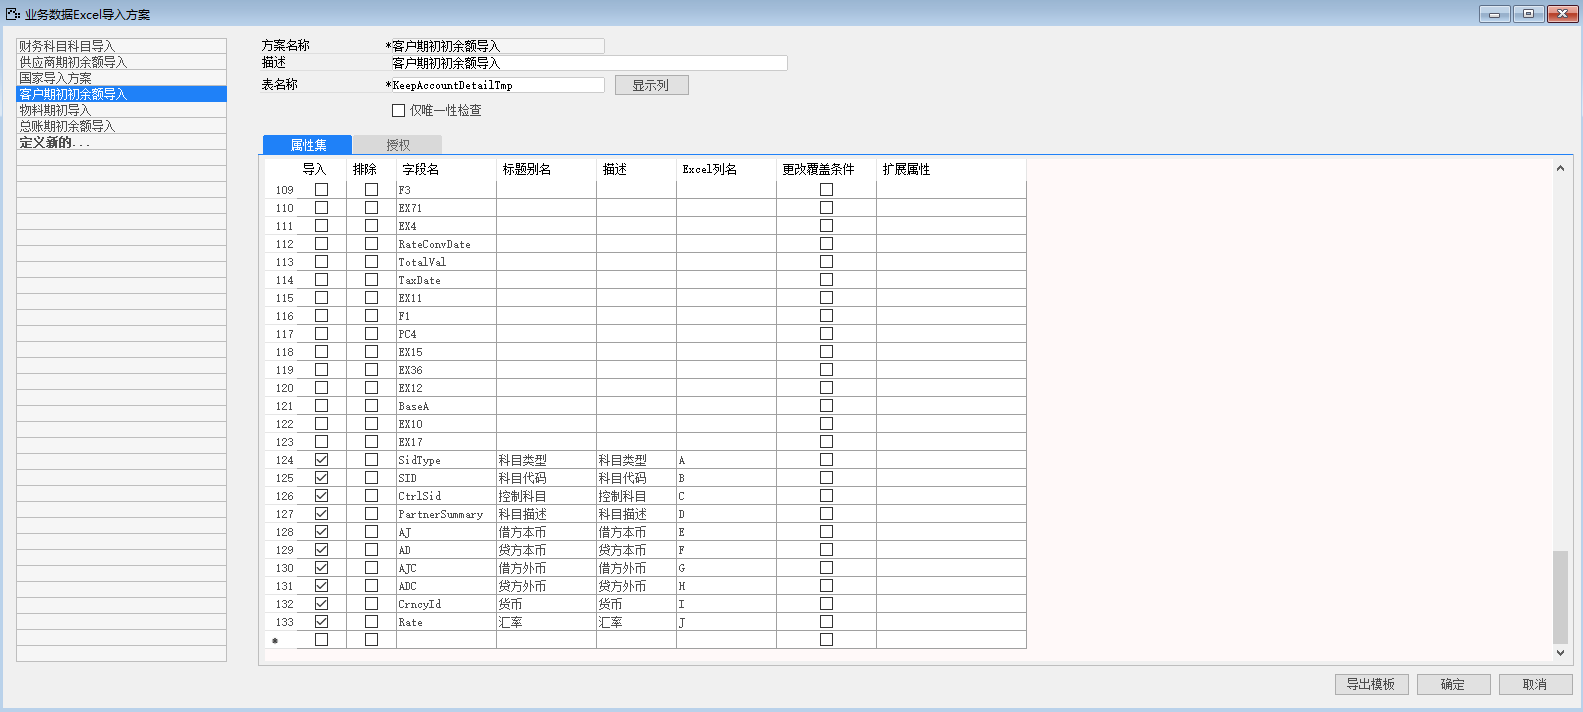 业务数据Excel导入方案
财务科目科目导入
供应商期初余额导入
国家导入方案
客户期初初余额导入
物料期初导入
总账期初余额导入
定义新的...
方案名称 *客户期初初余额导入
描述 客户期初初余额导入
表名称 *KeepAccountDetailTmp 显示列
仅唯一性检查
属性集 授权
导入 排除 字段名 标题别名 描述 Excel列名 更改覆盖条件 扩展属性
109 F3
110 EX71
111 EX4
112 RateConvDate
113 TotalVal
114 TaxDate
115 EX11
116 F1
117 PC4
118 EX15
119 EX36
120 EX12
121 BaseA
122 EX10
123 EX17
124 SidType 科目类型 科目类型 A
125 SID 科目代码 科目代码 B
126 CtrlSid 控制科目 控制科目 C
127 PartnerSummary 科目描述 科目描述 D
128 AJ 借方本币 借方本币 E
129 AD 贷方本币 贷方本币 F
130 AJC 借方外币 借方外币 G
131 ADC 贷方外币 贷方外币 H
132 CrncyId 货币 货币 I
133 Rate 汇率 汇率 J
*
导出模板 确定 取消